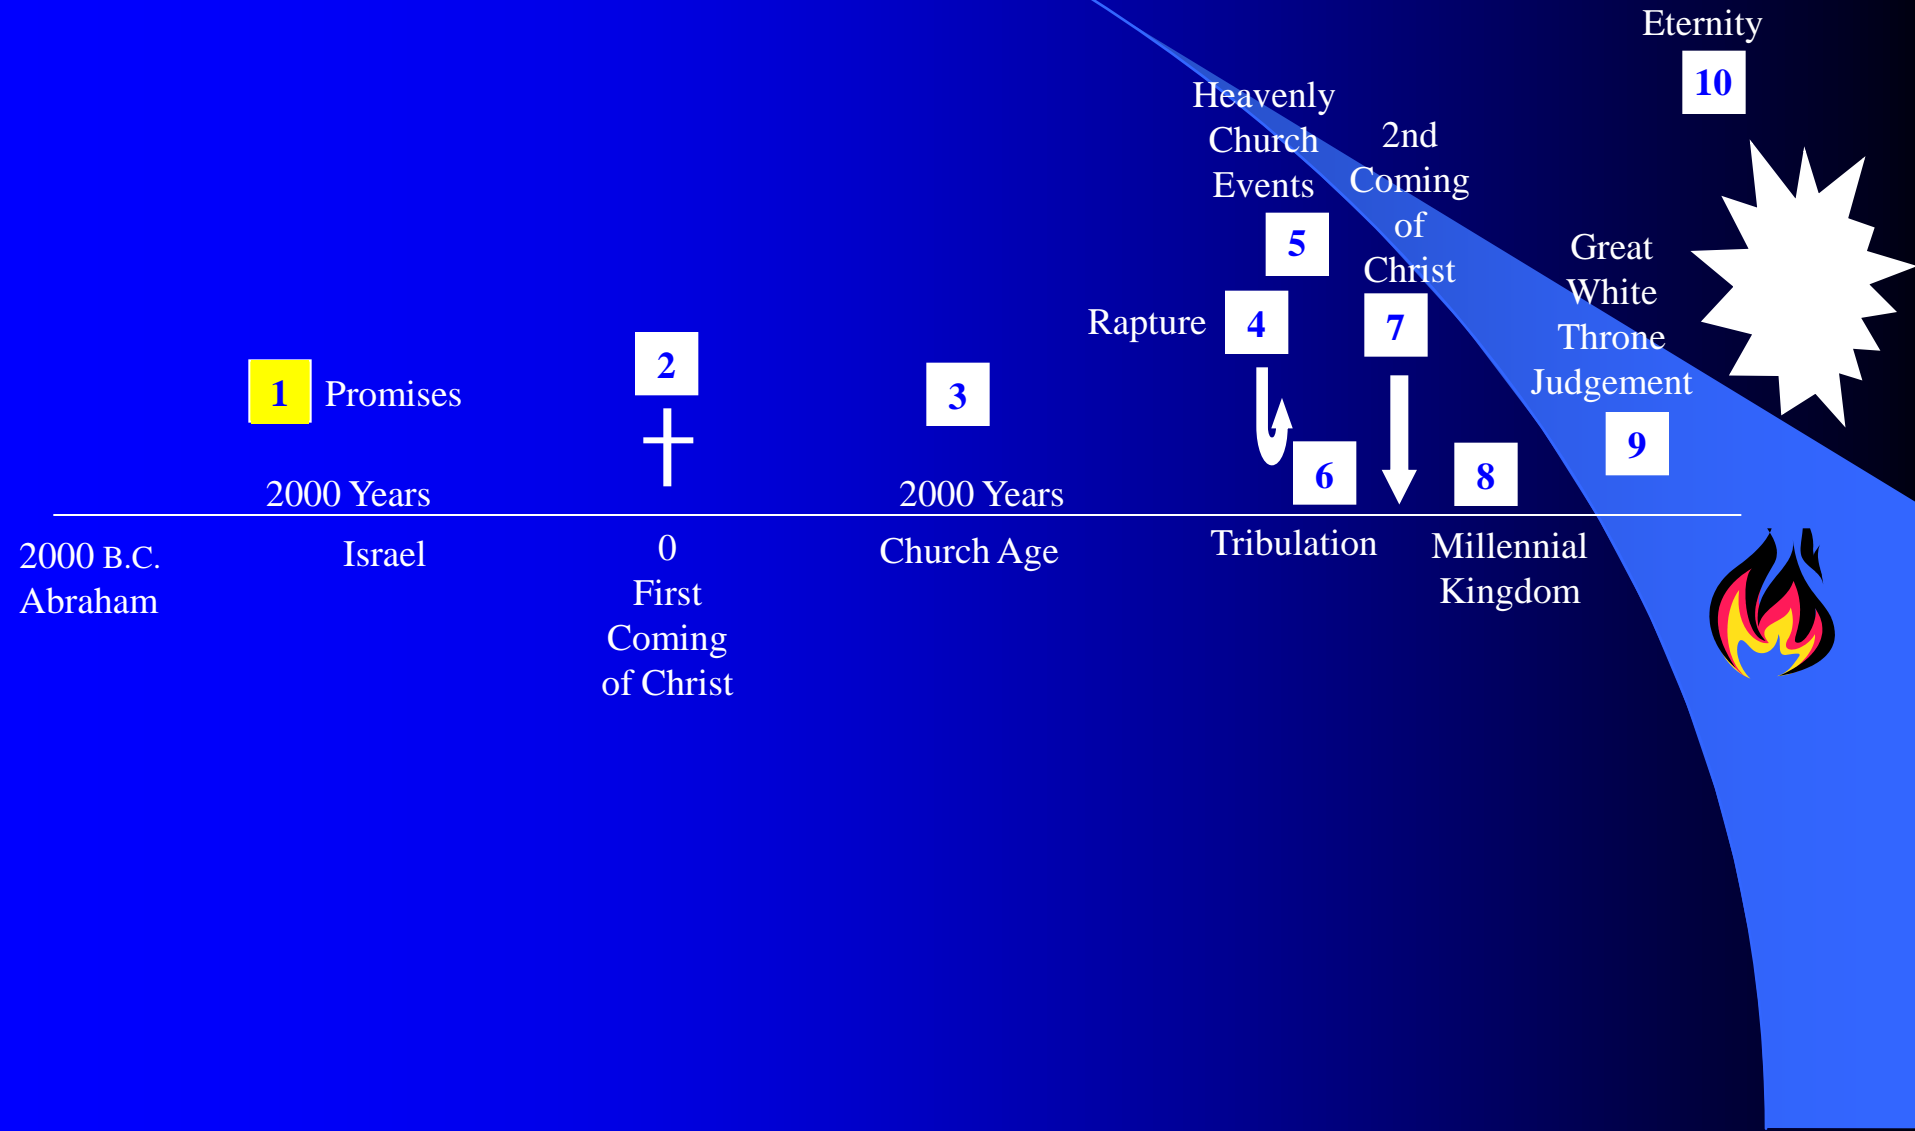 Eternity
10
Heavenly
Church
Events
5
2nd
Coming
of
Christ
7
Great
White
Throne
Judgement
9
Rapture
4
1 Promises
2
3
6
8
2000 Years
2000 Years
2000 B.C.
Abraham
Israel
0
First
Coming
of Christ
Church Age
Tribulation
Millennial
Kingdom